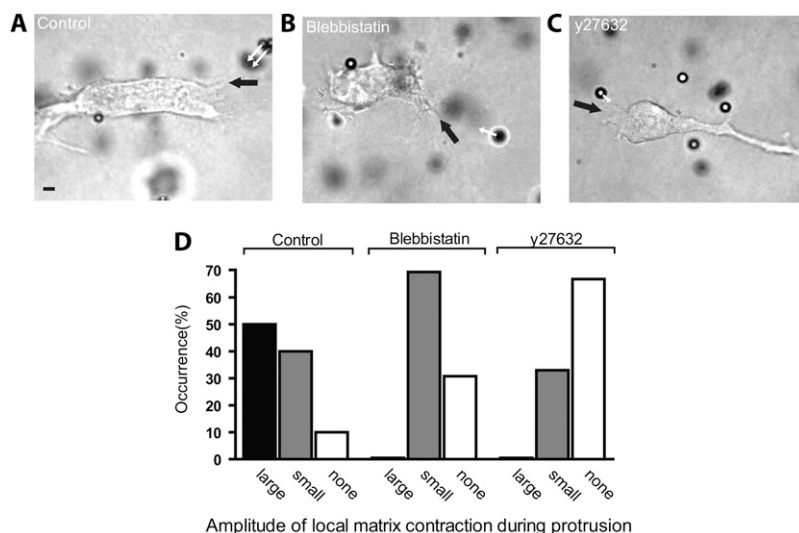 A
Control
B
Blebbistatin
C
y27632
D
Control
Blebbistatin
y27632
Occurrence(%)
70
60
50
40
30
20
10
0
large
small
none
large
small
none
large
small
none
Amplitude of local matrix contraction during protrusion